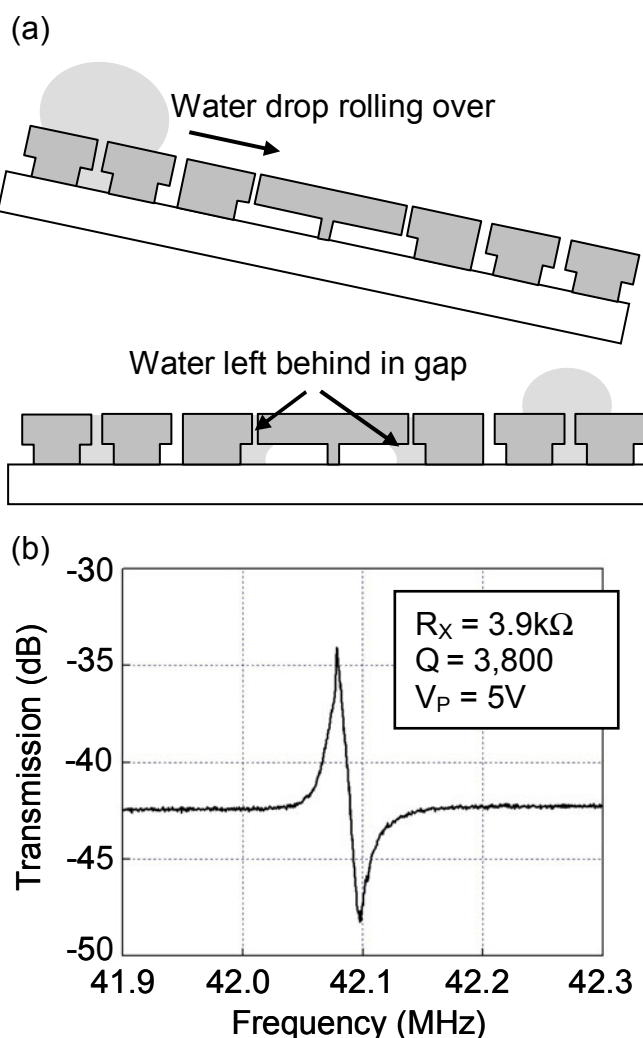 (a)
Water drop rolling over
Water left behind in gap
(b)
-30
-35
-40
-45
-50
Transmission (dB)
R_X = 3.9kΩ
Q = 3,800
V_P = 5V
41.9 42.0 42.1 42.2 42.3
Frequency (MHz)